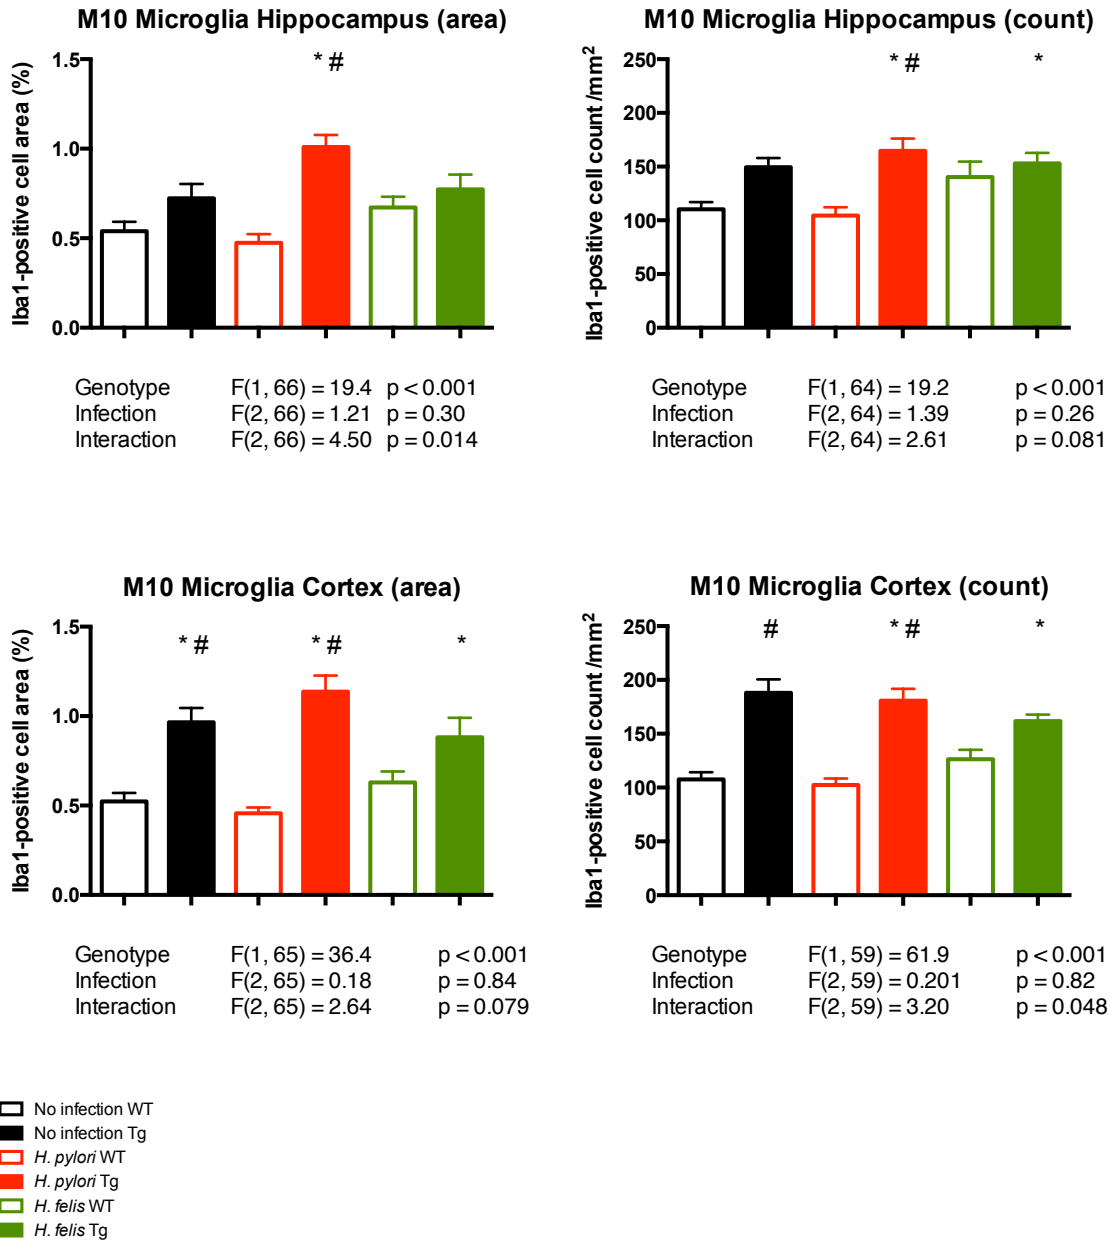 M10 Microglia Hippocampus (area)
Iba1-positive cell area (%)
1.5
1.0
0.5
0.0
* #
Genotype F(1, 66) = 19.4 p < 0.001
Infection F(2, 66) = 1.21 p = 0.30
Interaction F(2, 66) = 4.50 p = 0.014
M10 Microglia Hippocampus (count)
Iba1-positive cell count /mm²
250
200
150
100
50
0
* # *
Genotype F(1, 64) = 19.2 p < 0.001
Infection F(2, 64) = 1.39 p = 0.26
Interaction F(2, 64) = 2.61 p = 0.081
M10 Microglia Cortex (area)
Iba1-positive cell area (%)
1.5
1.0
0.5
0.0
* # * # *
Genotype F(1, 65) = 36.4 p < 0.001
Infection F(2, 65) = 0.18 p = 0.84
Interaction F(2, 65) = 2.64 p = 0.079
M10 Microglia Cortex (count)
Iba1-positive cell count /mm²
250
200
150
100
50
0
# * # *
Genotype F(1, 59) = 61.9 p < 0.001
Infection F(2, 59) = 0.201 p = 0.82
Interaction F(2, 59) = 3.20 p = 0.048
No infection WT
No infection Tg
H. pylori WT
H. pylori Tg
H. felis WT
H. felis Tg